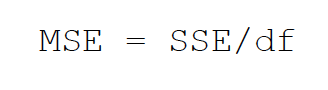 MSE = SSE/df